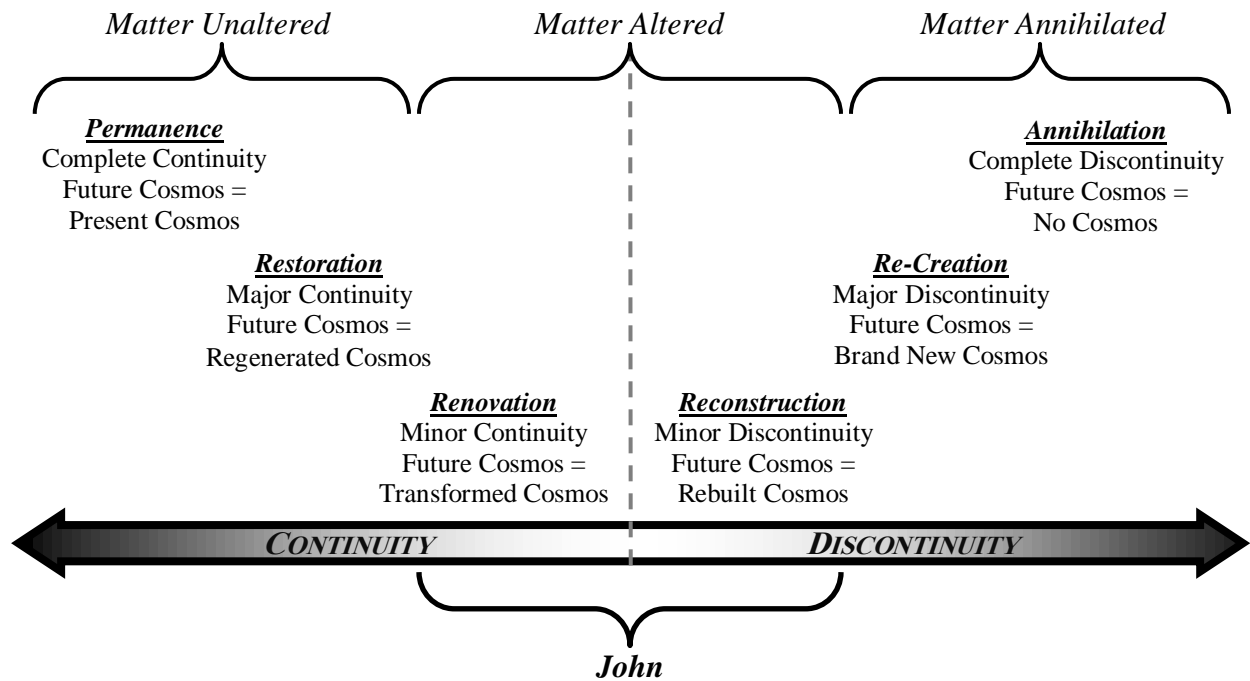 Matter Unaltered
Matter Altered
Matter Annihilated
Permanence
Complete Continuity
Future Cosmos =
Present Cosmos
Annihilation
Complete Discontinuity
Future Cosmos =
No Cosmos
Restoration
Major Continuity
Future Cosmos =
Regenerated Cosmos
Re-Creation
Major Discontinuity
Future Cosmos =
Brand New Cosmos
Renovation
Minor Continuity
Future Cosmos =
Transformed Cosmos
Reconstruction
Minor Discontinuity
Future Cosmos =
Rebuilt Cosmos
CONTINUITY
DISCONTINUITY
John